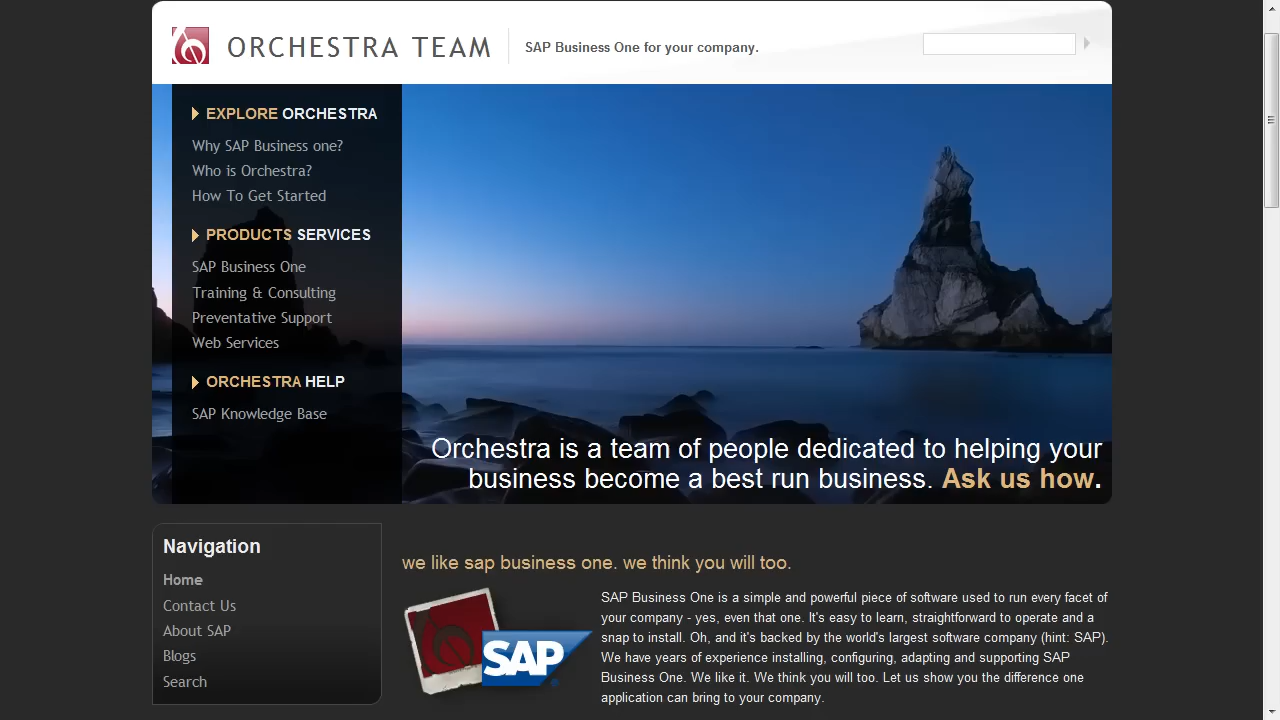 ORCHESTRA TEAM
SAP Business One for your company.
EXPLORE ORCHESTRA
Why SAP Business one?
Who is Orchestra?
How To Get Started
PRODUCTS SERVICES
SAP Business One
Training & Consulting
Preventative Support
Web Services
ORCHESTRA HELP
SAP Knowledge Base
Orchestra is a team of people dedicated to helping your
business become a best run business. Ask us how.
Navigation
Home
Contact Us
About SAP
Blogs
Search
we like sap business one. we think you will too.
SAP
SAP Business One is a simple and powerful piece of software used to run every facet of
your company - yes, even that one. It's easy to learn, straightforward to operate and a
snap to install. Oh, and it's backed by the world's largest software company (hint: SAP).
We have years of experience installing, configuring, adapting and supporting SAP
Business One. We like it. We think you will too. Let us show you the difference one
application can bring to your company.